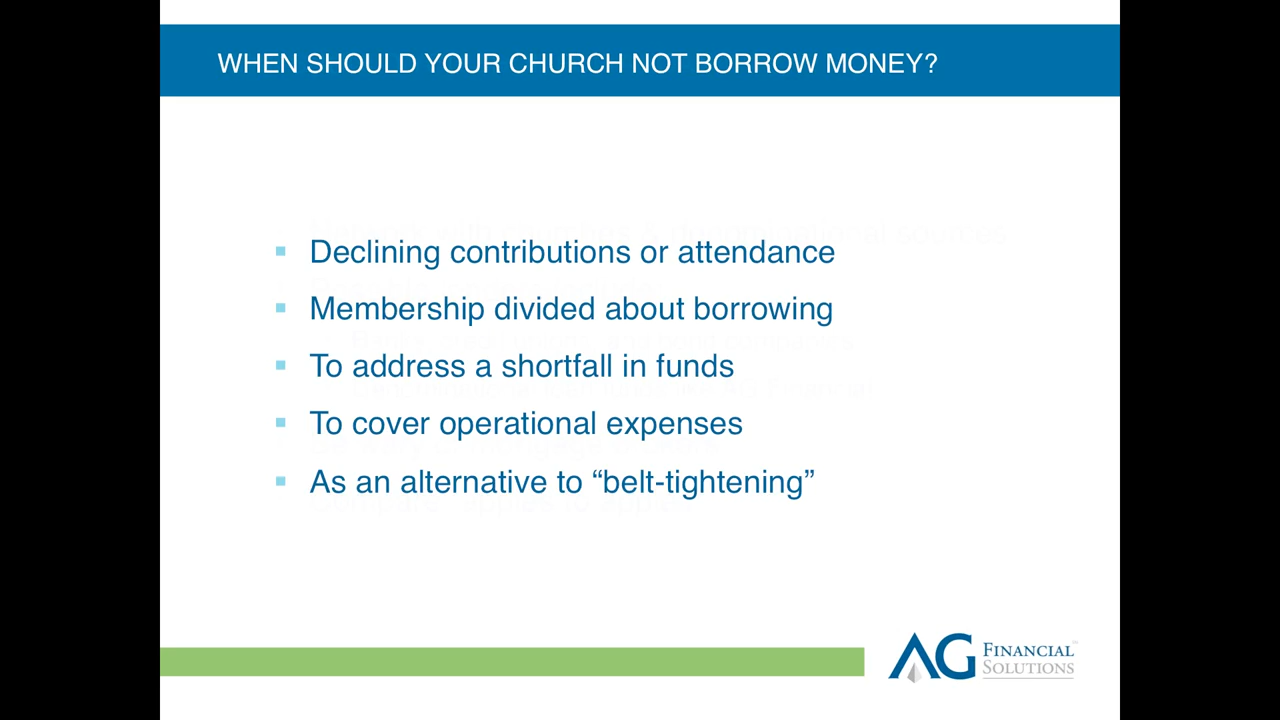 WHEN SHOULD YOUR CHURCH NOT BORROW MONEY?
▪ Declining contributions or attendance
▪ Membership divided about borrowing
▪ To address a shortfall in funds
▪ To cover operational expenses
▪ As an alternative to “belt-tightening”
AG FINANCIAL SOLUTIONS™